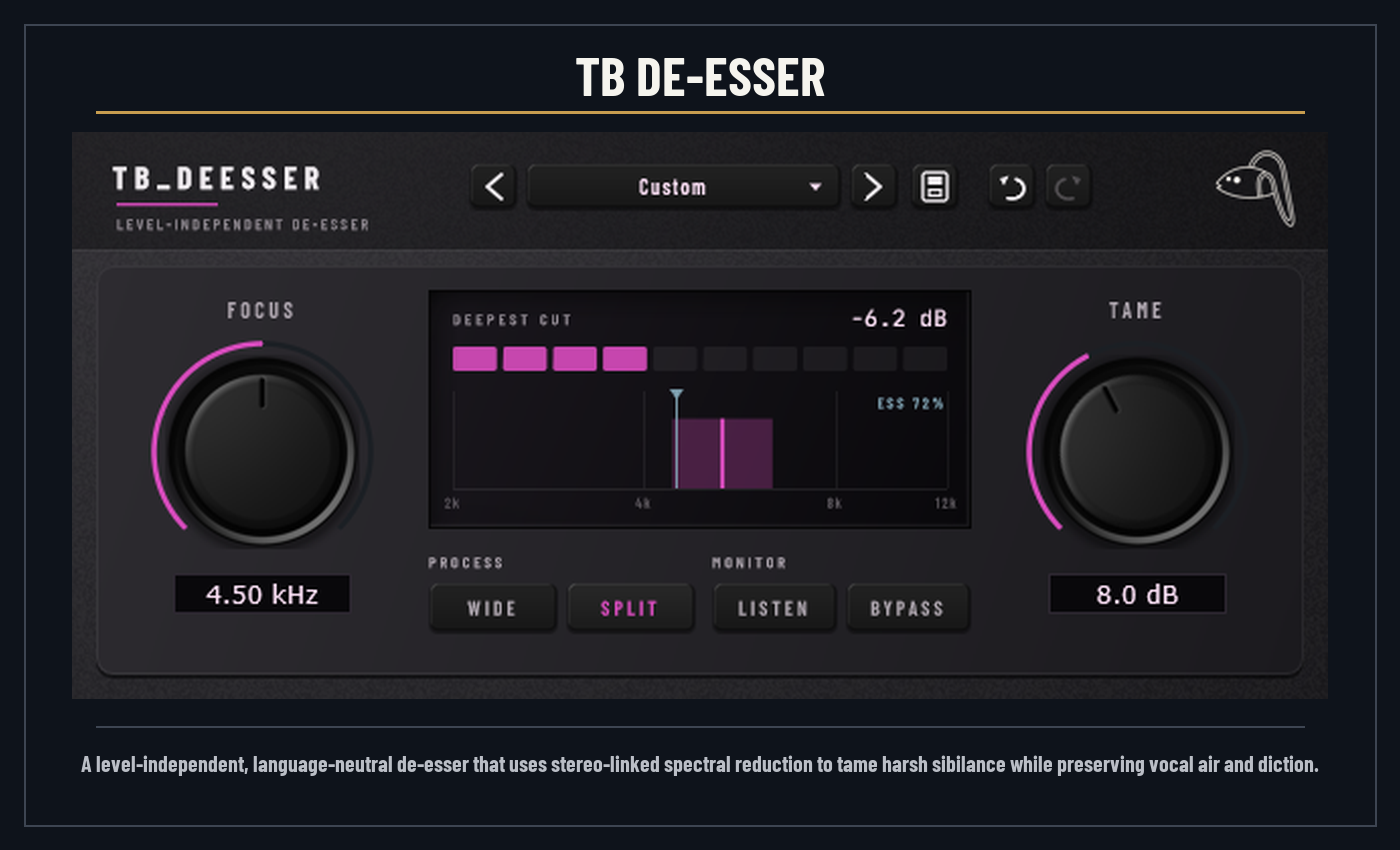 TB DE-ESSER
TB_DEESSER
LEVEL-INDEPENDENT DE-ESSER
Custom
FOCUS
4.50 kHz
DEEPEST CUT
-6.2 dB
ESS 72%
2k
4k
8k
12k
PROCESS
MONITOR
WIDE
SPLIT
LISTEN
BYPASS
TAME
8.0 dB
A level-independent, language-neutral de-esser that uses stereo-linked spectral reduction to tame harsh sibilance while preserving vocal air and diction.